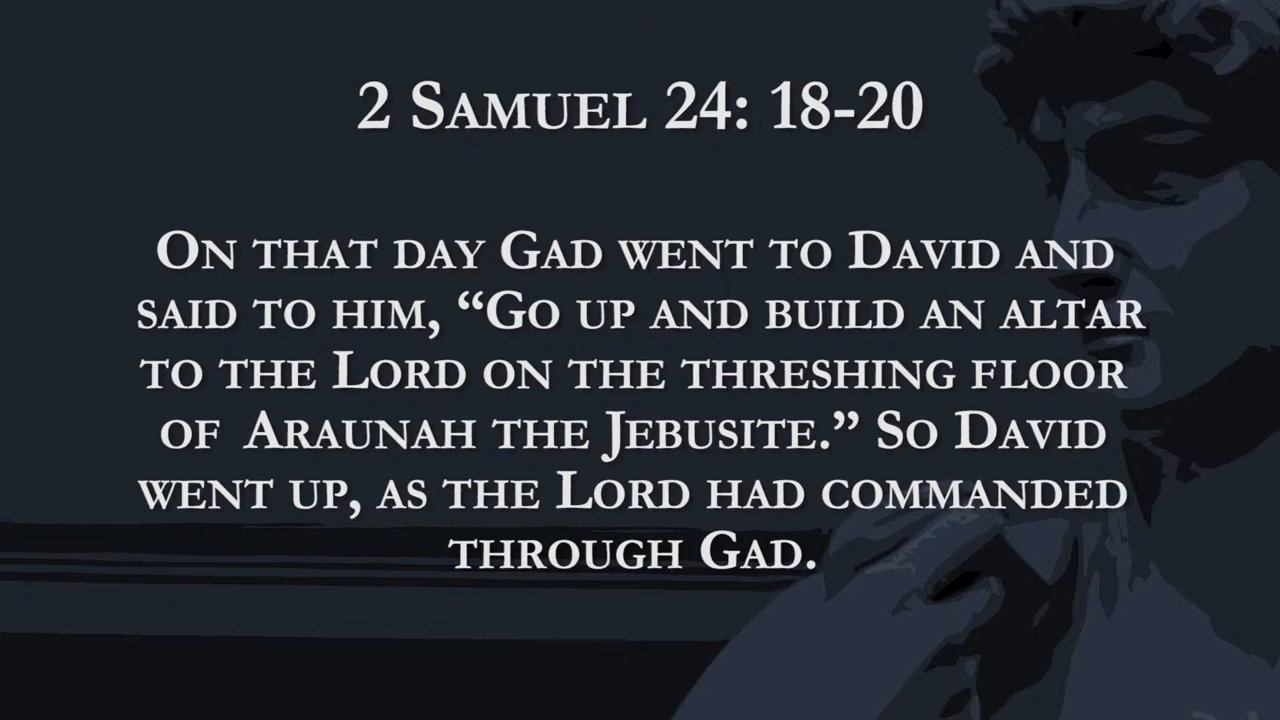 2 Samuel 24: 18-20
On that day Gad went to David and
said to him, “Go up and build an altar
to the Lord on the threshing floor
of Araunah the Jebusite.” So David
went up, as the Lord had commanded
through Gad.